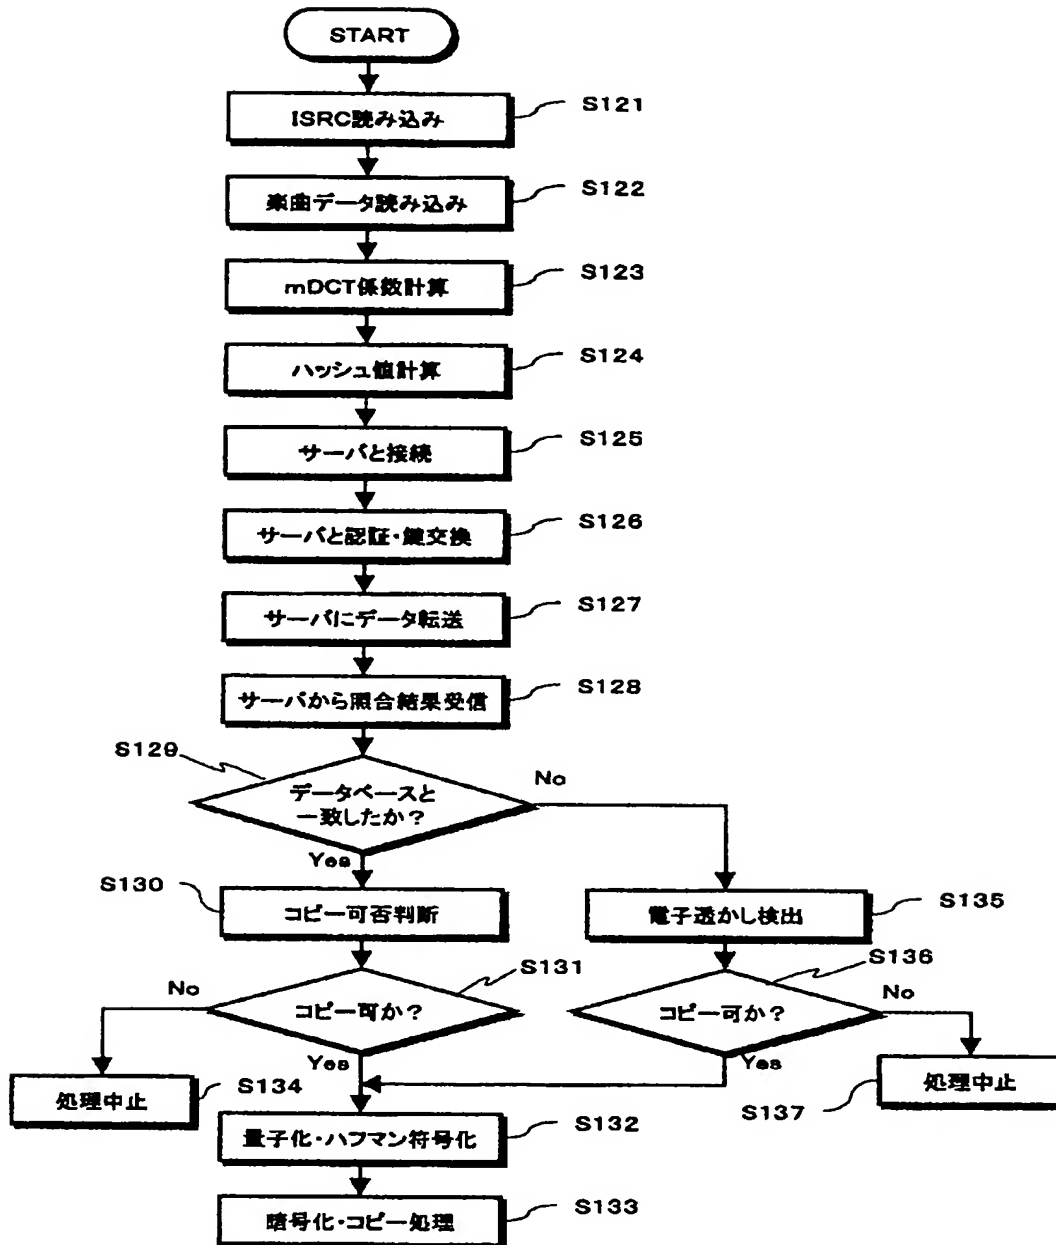 START
ISRC読み込み
S121
楽曲データ読み込み
S122
mDCT係数計算
S123
ハッシュ値計算
S124
サーバと接続
S125
サーバと認証・鍵交換
S126
サーバにデータ転送
S127
サーバから照合結果受信
S128
S129
データベースと
一致したか?
No
Yes
S130
コピー可否判断
電子透かし検出
S135
S131
コピー可か?
No
Yes
S136
コピー可か?
No
Yes
処理中止
S134
処理中止
S137
量子化・ハフマン符号化
S132
暗号化・コピー処理
S133